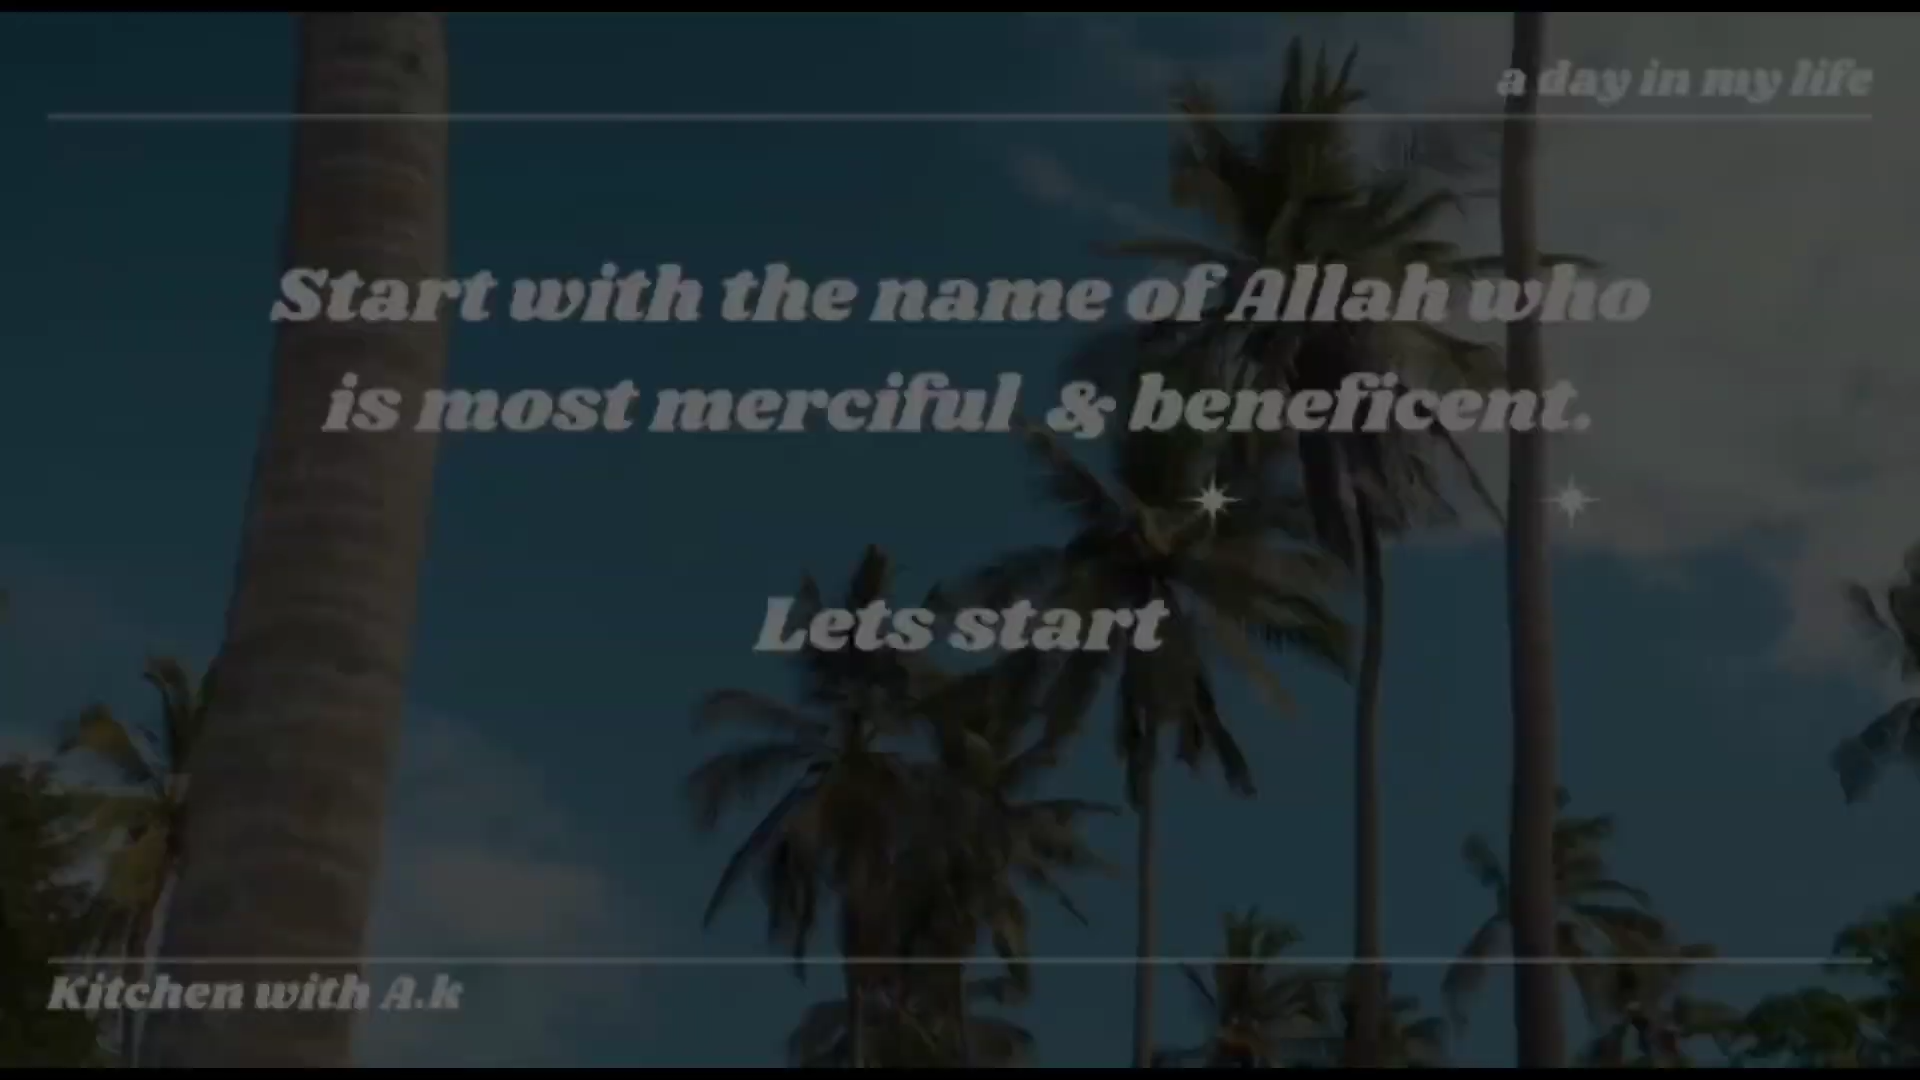 a day in my life
Start with the name of Allah who
is most merciful & beneficent.
Lets start
Kitchen with A.k